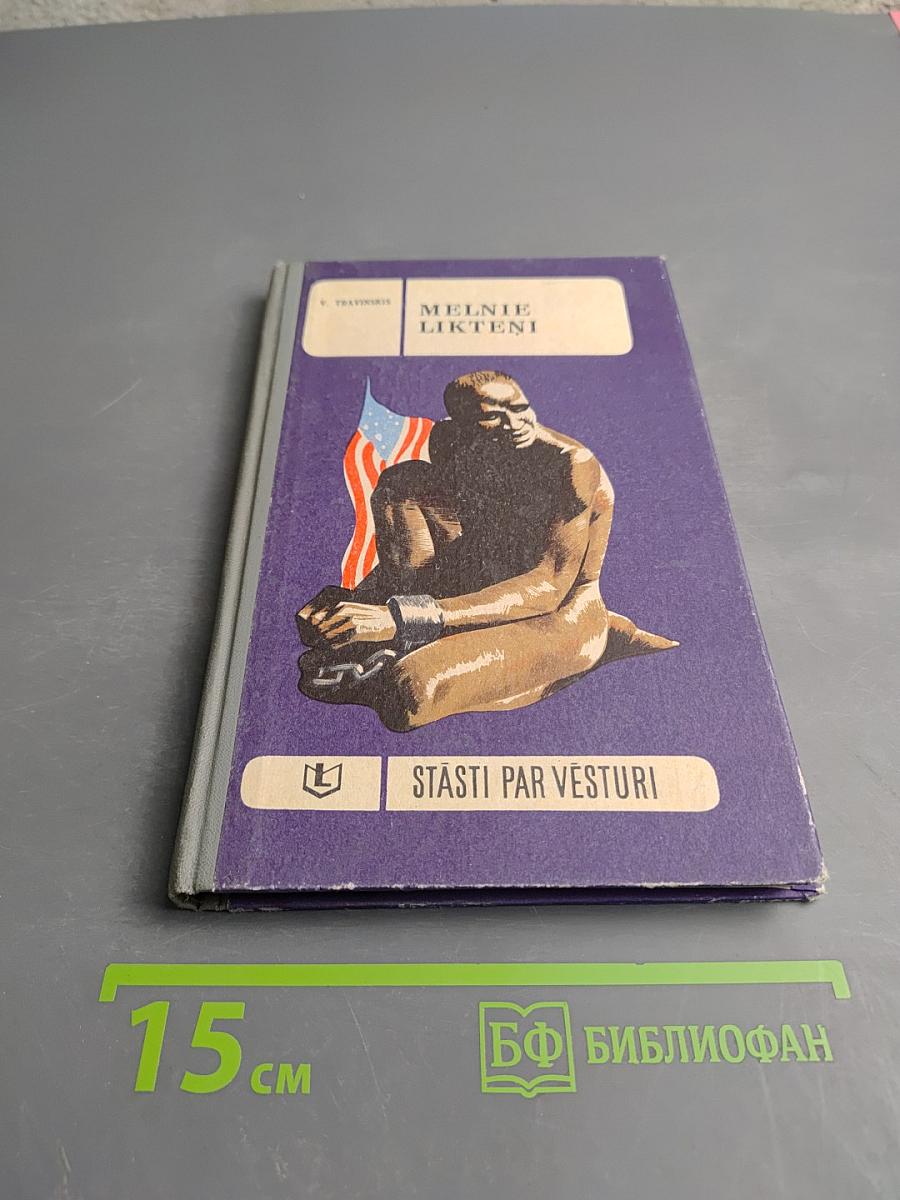 V. TRAVINSKIS
MELNIE
LIKTEŅI
L
STĀSTI PAR VĒSTURI
15 см
БФ БИБЛИОФАН